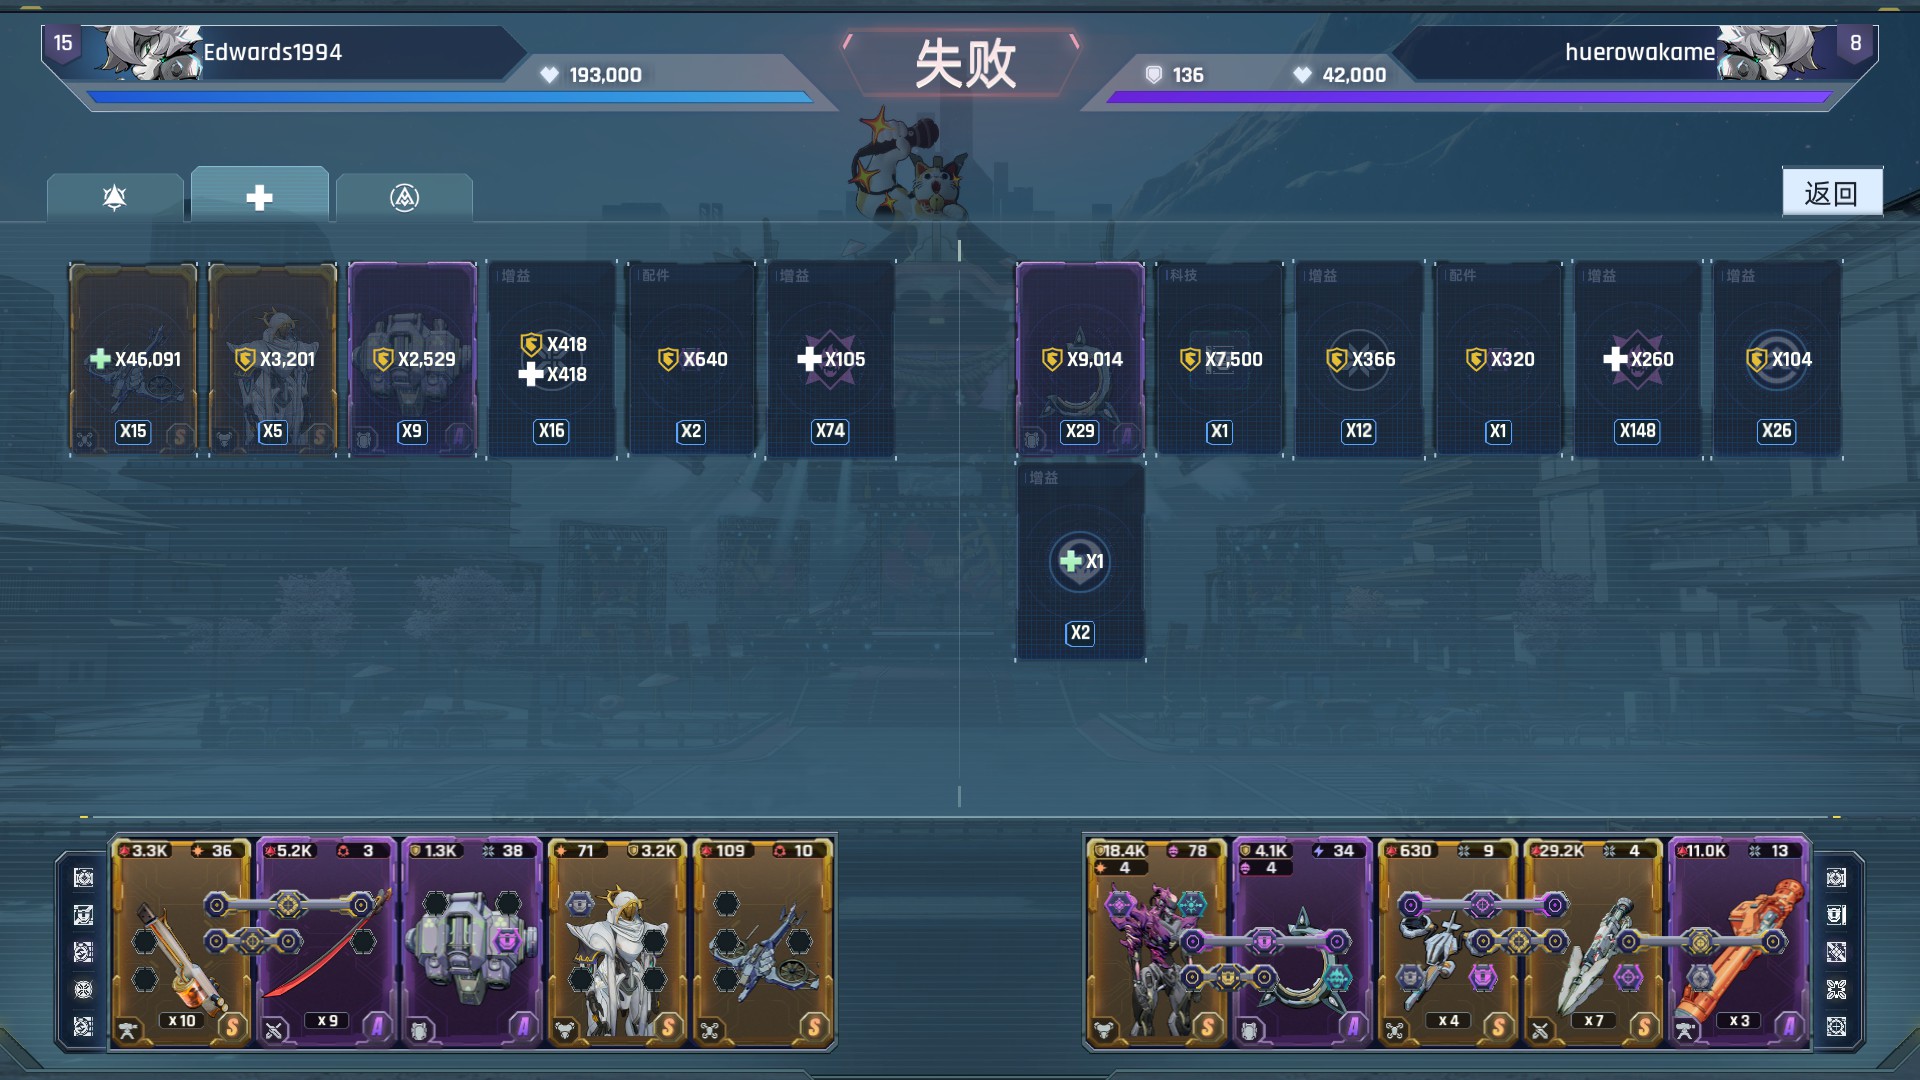 15
Edwards1994
193,000
失败
136
42,000
huerowakame
8
返回
X46,091
X15
X3,201
X5
X2,529
X9
增益
X418
X418
X16
配件
X640
X2
增益
X105
X74
X9,014
X29
科技
X7,500
X1
增益
X366
X12
配件
X320
X1
增益
X260
X148
增益
X104
X26
增益
X1
X2
3.3K 36
x10 S
5.2K 3
x9 A
1.3K 38
A
71 3.2K
S
109 10
S
18.4K 78
4
S
4.1K 34
4
A
630 9
x4 S
29.2K 4
x7 S
11.0K 13
x3 A